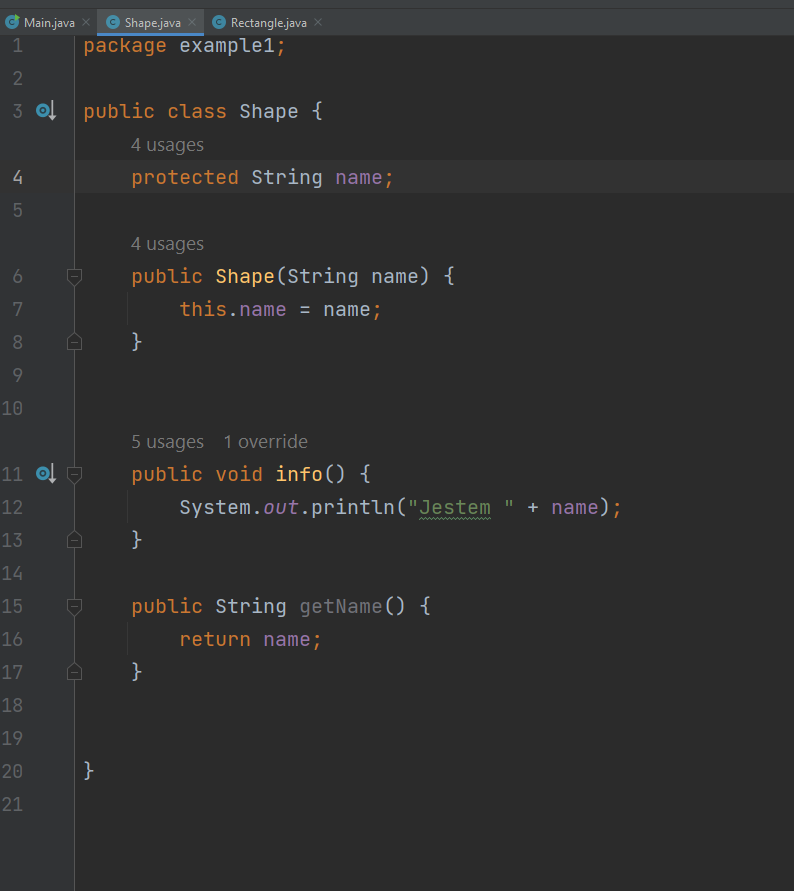 Main.java Shape.java Rectangle.java
1 package example1;
2
3 public class Shape {
4 usages
4 protected String name;
5
4 usages
6 public Shape(String name) {
7 this.name = name;
8 }
9
10
5 usages 1 override
11 public void info() {
12 System.out.println("Jestem " + name);
13 }
14
15 public String getName() {
16 return name;
17 }
18
19
20 }
21